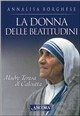 ANNALISA BORGHESE
LA DONNA
DELLE BEATITUDINI
Madre Teresa
di Calcutta
ANCORA